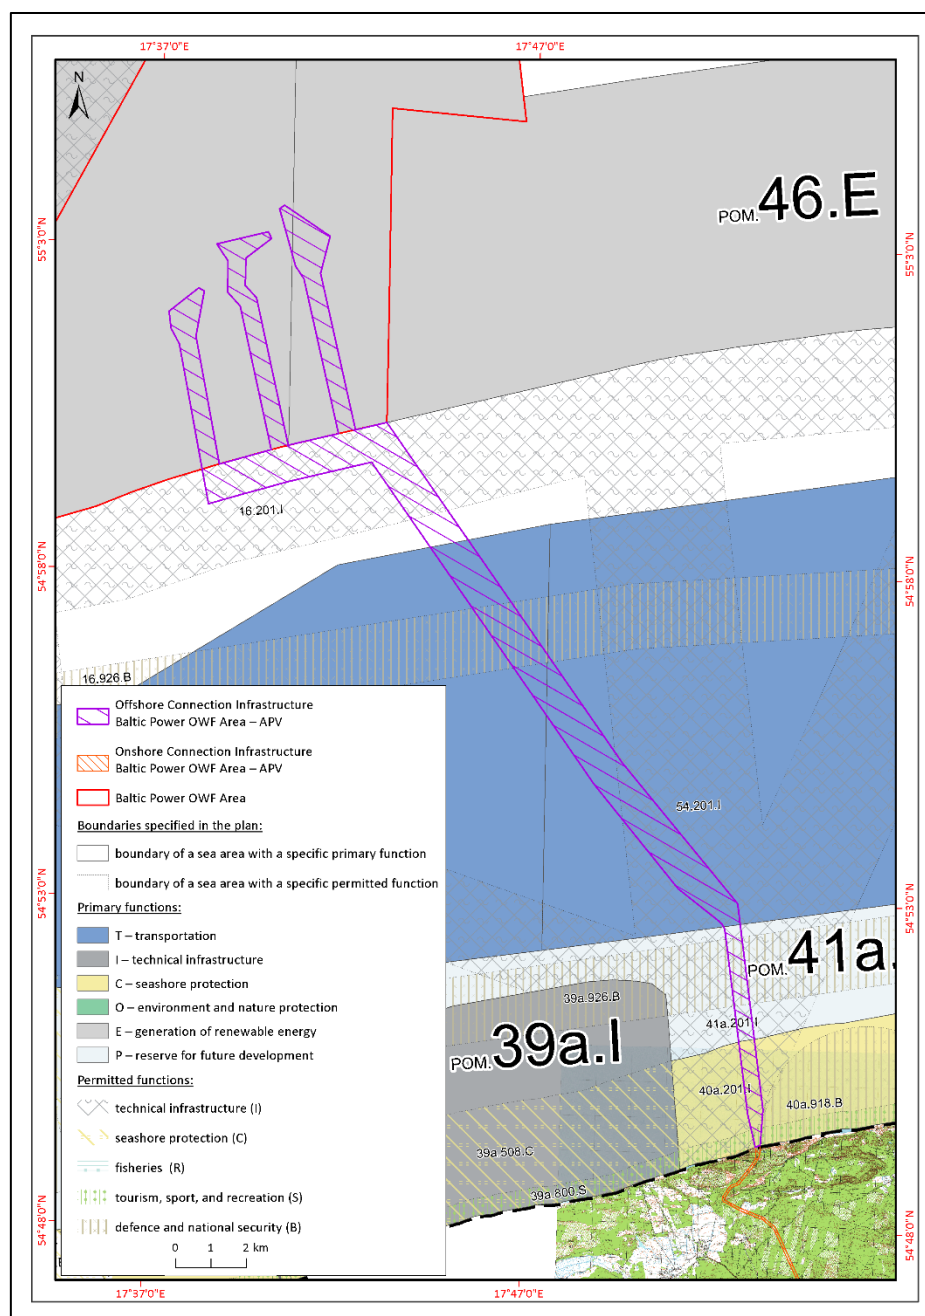 17°37'0"E
17°47'0"E
N
POM.46.E
55°3'0"N
55°3'0"N
16.201.I
54°58'0"N
54°58'0"N
16.926.B
Offshore Connection Infrastructure
Baltic Power OWF Area – APV
Onshore Connection Infrastructure
Baltic Power OWF Area – APV
Baltic Power OWF Area
Boundaries specified in the plan:
boundary of a sea area with a specific primary function
boundary of a sea area with a specific permitted function
Primary functions:
T – transportation
I – technical infrastructure
C – seashore protection
O – environment and nature protection
E – generation of renewable energy
P – reserve for future development
Permitted functions:
technical infrastructure (I)
seashore protection (C)
fisheries (R)
tourism, sport, and recreation (S)
defence and national security (B)
0 1 2 km
54.201.I
54°53'0"N
54°53'0"N
POM.41a.
39a.926.B
41a.201.I
POM.39a.I
40a.201.I
40a.918.B
39a.508.C
39a.800.S
54°48'0"N
54°48'0"N
17°37'0"E
17°47'0"E